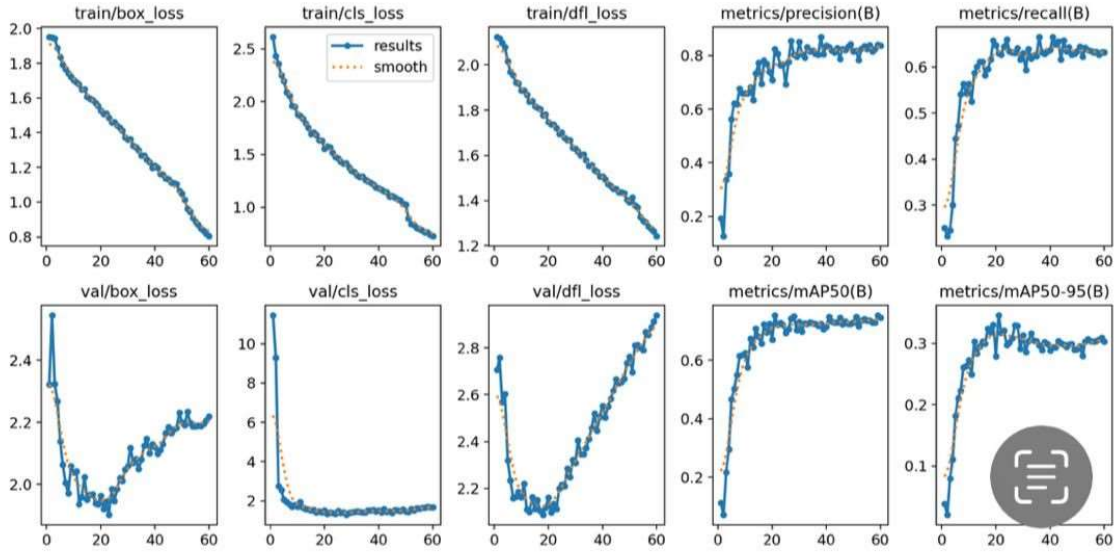 train/box_loss
train/cls_loss
train/dfl_loss
metrics/precision(B)
metrics/recall(B)
2.0
1.8
1.6
1.4
1.2
1.0
0.8
0 20 40 60
2.5
2.0
1.5
1.0
results
smooth
0 20 40 60
2.0
1.8
1.6
1.4
1.2
0 20 40 60
0.8
0.6
0.4
0.2
0 20 40 60
0.6
0.5
0.4
0.3
0 20 40 60
val/box_loss
val/cls_loss
val/dfl_loss
metrics/mAP50(B)
metrics/mAP50-95(B)
2.4
2.2
2.0
0 20 40 60
10
8
6
4
2
0 20 40 60
2.8
2.6
2.4
2.2
0 20 40 60
0.6
0.4
0.2
0 20 40 60
0.3
0.2
0.1
0 20 40 60